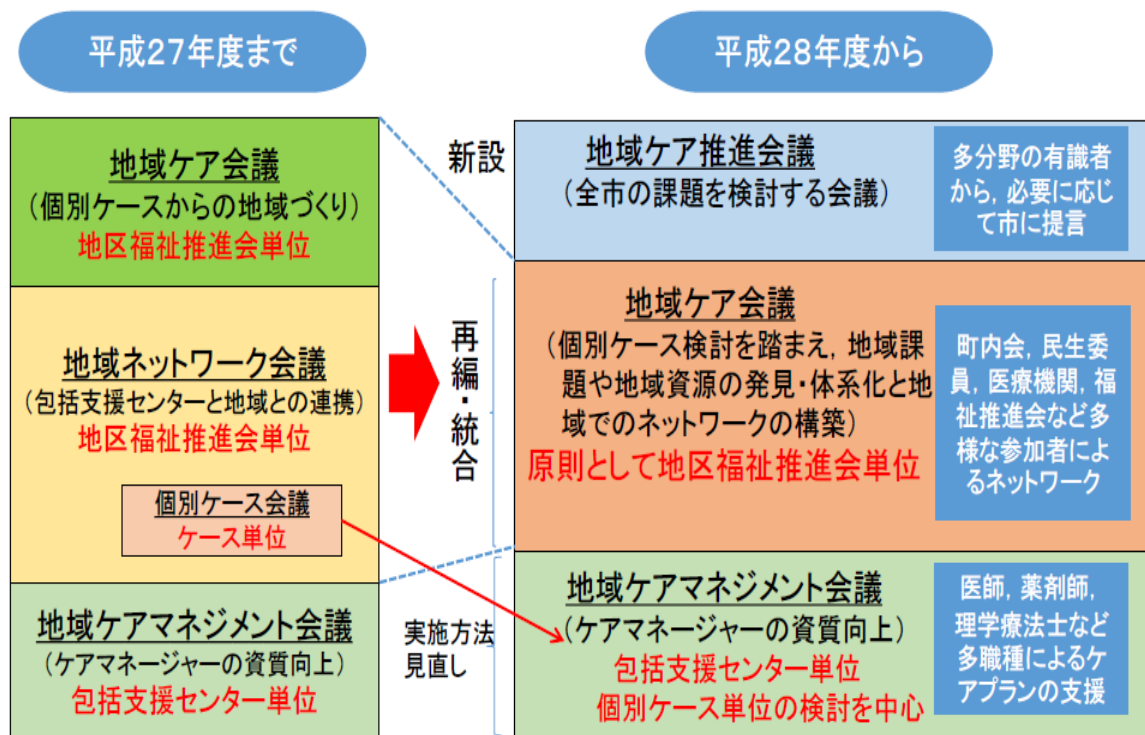 平成27年度まで
地域ケア会議
（個別ケースからの地域づくり）
地区福祉推進会単位
地域ネットワーク会議
（包括支援センターと地域との連携）
地区福祉推進会単位
個別ケース会議
ケース単位
地域ケアマネジメント会議
（ケアマネージャーの資質向上）
包括支援センター単位
新設
再編・統合
実施方法
見直し
平成28年度から
地域ケア推進会議
（全市の課題を検討する会議）
多分野の有識者
から，必要に応じ
て市に提言
地域ケア会議
（個別ケース検討を踏まえ，地域課
題や地域資源の発見・体系化と地
域でのネットワークの構築）
原則として地区福祉推進会単位
町内会，民生委
員，医療機関，福
祉推進会など多
様な参加者によ
るネットワーク
地域ケアマネジメント会議
（ケアマネージャーの資質向上）
包括支援センター単位
個別ケース単位の検討を中心
医師，薬剤師，
理学療法士など
多職種によるケ
アプランの支援